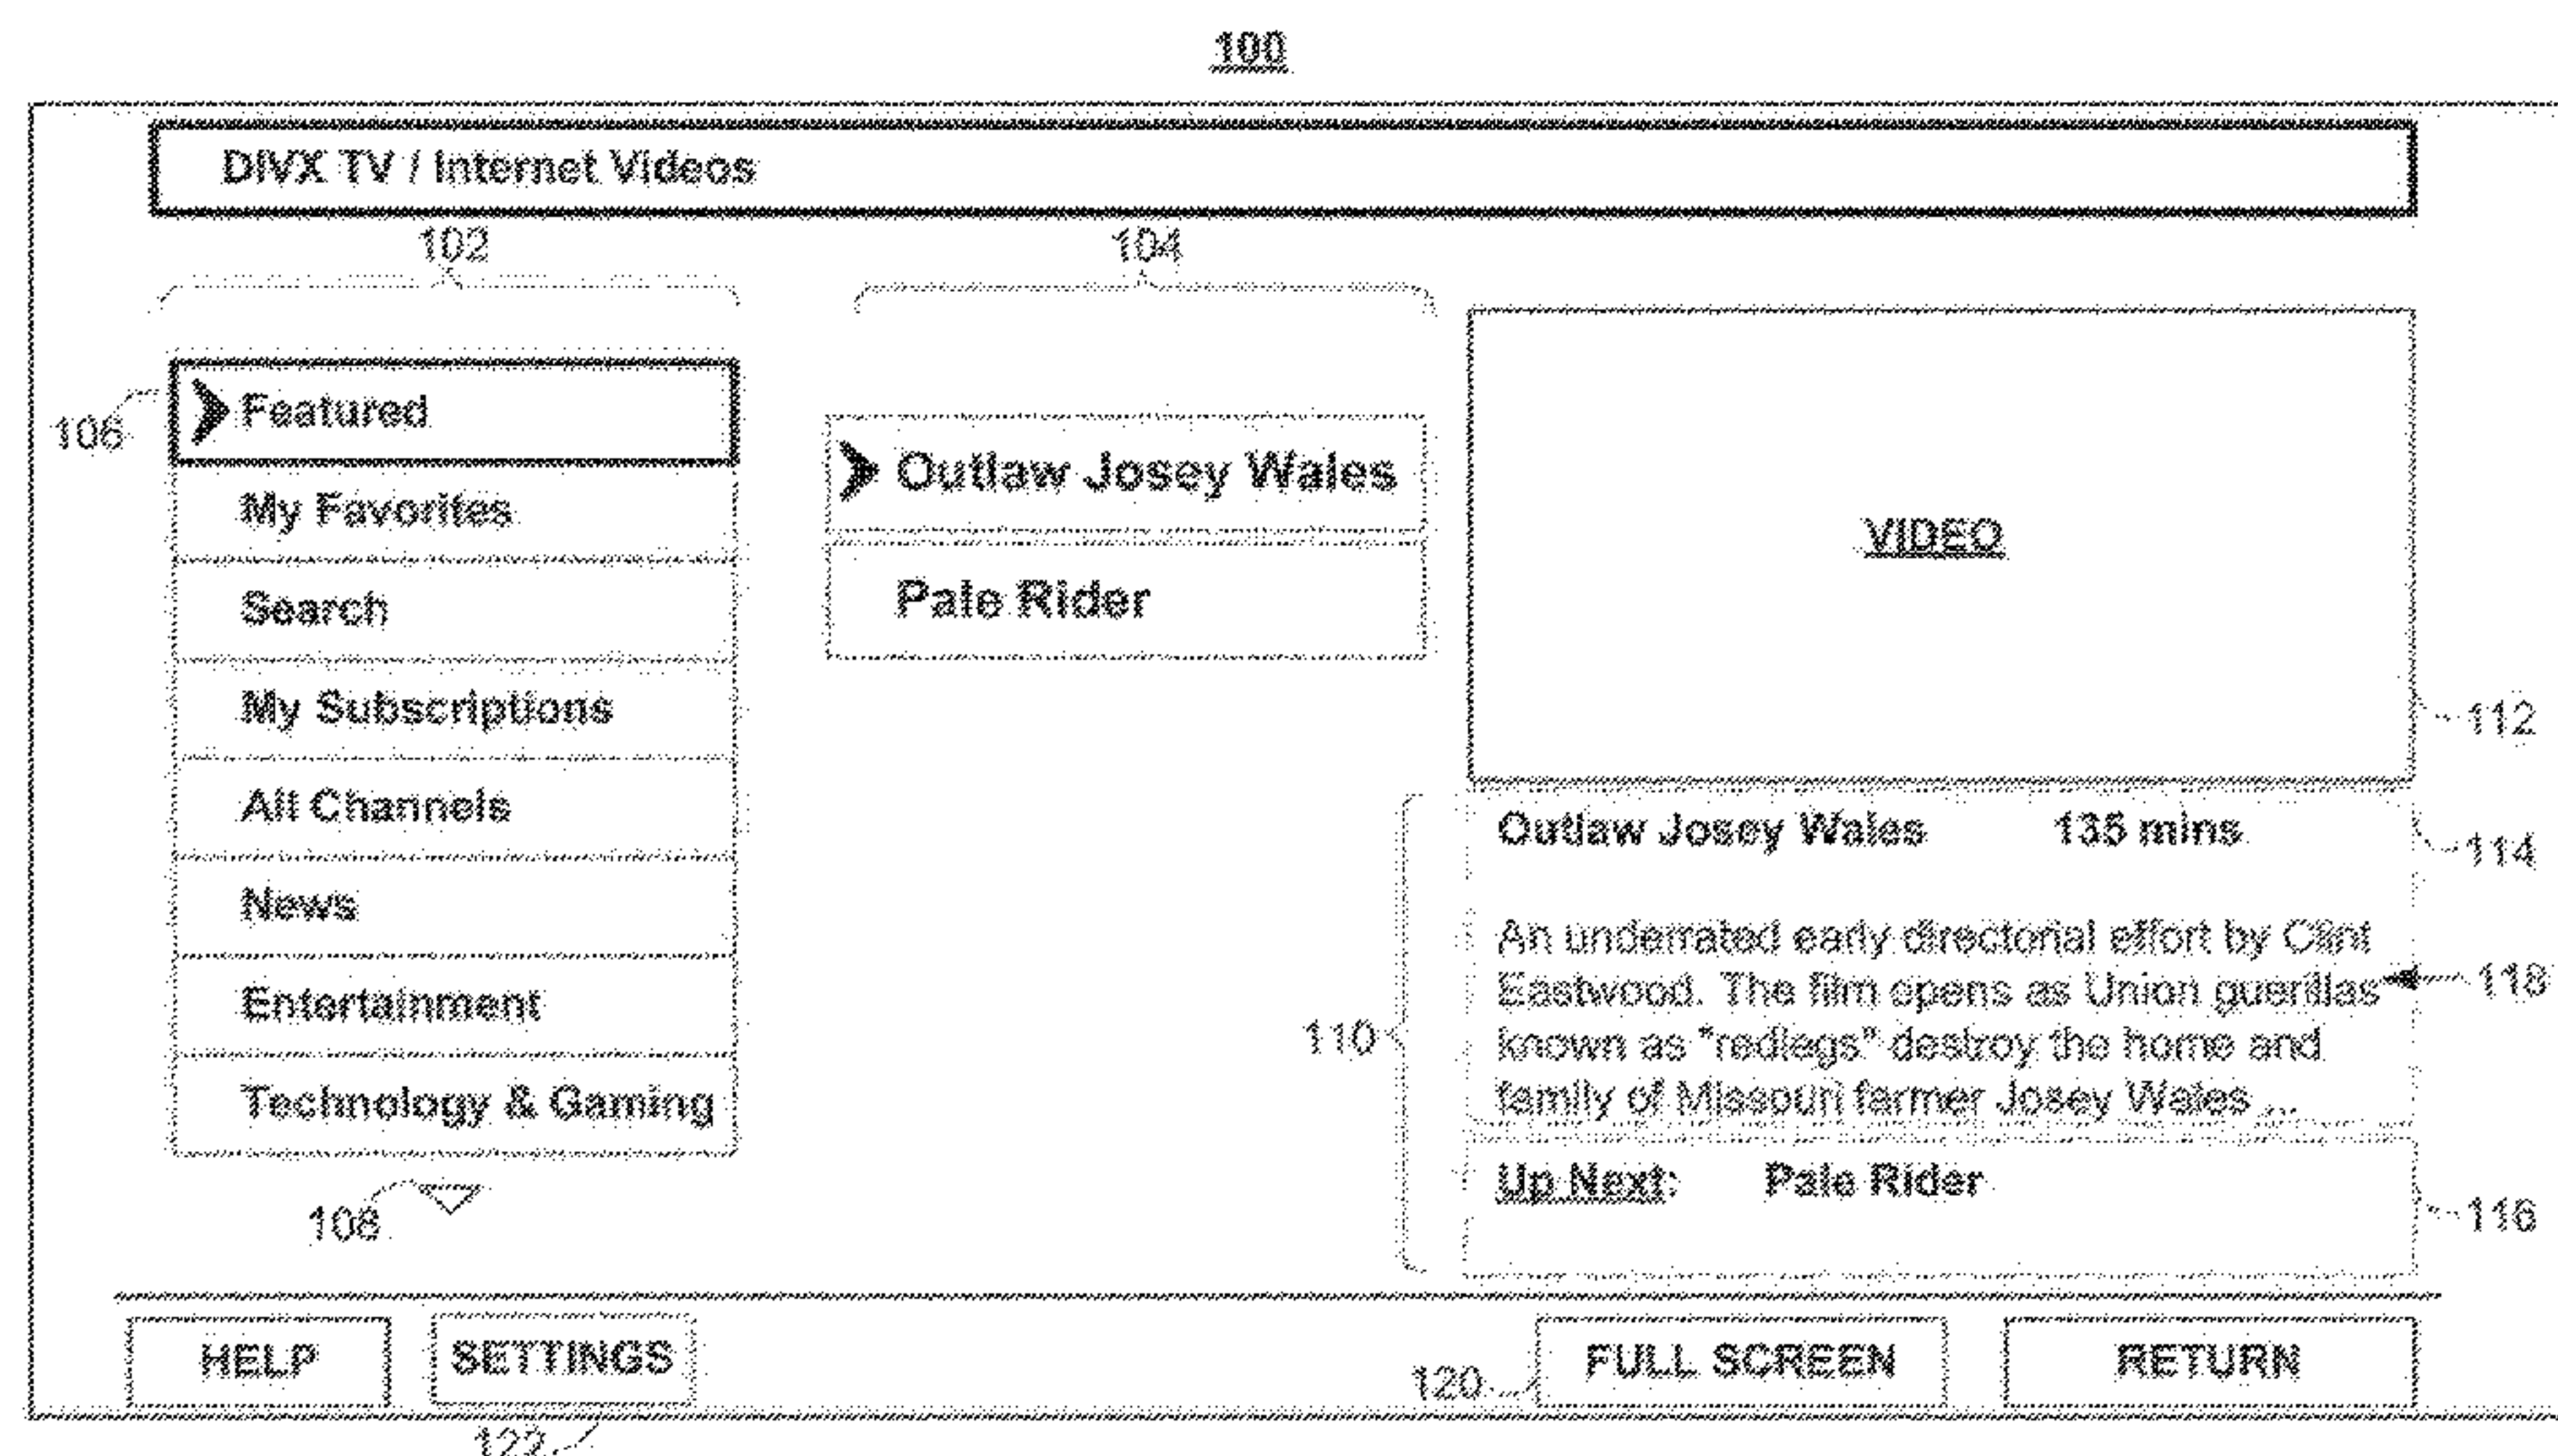 100
DIVX TV / Internet Videos
102
104
106
Featured
My Favorites
Search
My Subscriptions
All Channels
News
Entertainment
Technology & Gaming
108
Outlaw Josey Wales
Pale Rider
VIDEO
112
Outlaw Josey Wales 135 mins
114
An underrated early directorial effort by Clint
Eastwood. The film opens as Union guerillas
118
known as "redlegs" destroy the home and
family of Missouri farmer Josey Wales ...
110
Up Next: Pale Rider
116
HELP
SETTINGS
122
120
FULL SCREEN
RETURN